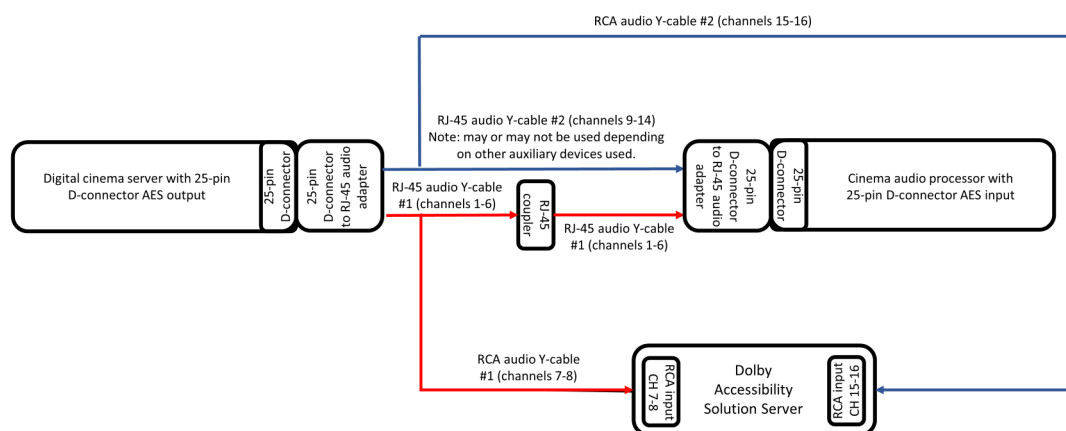 RCA audio Y-cable #2 (channels 15-16)
RJ-45 audio Y-cable #2 (channels 9-14)
Note: may or may not be used depending
on other auxiliary devices used.
Digital cinema server with 25-pin
D-connector AES output
25-pin
D-connector
25-pin
D-connector
to RJ-45 audio
adapter
RJ-45 audio Y-cable
#1 (channels 1-6)
RJ-45
coupler
RJ-45 audio Y-cable
#1 (channels 1-6)
25-pin
D-connector
to RJ-45 audio
adapter
25-pin
D-connector
Cinema audio processor with
25-pin D-connector AES input
RCA audio Y-cable
#1 (channels 7-8)
RCA input
CH 7-8
Dolby
Accessibility
Solution Server
RCA input
CH 15-16